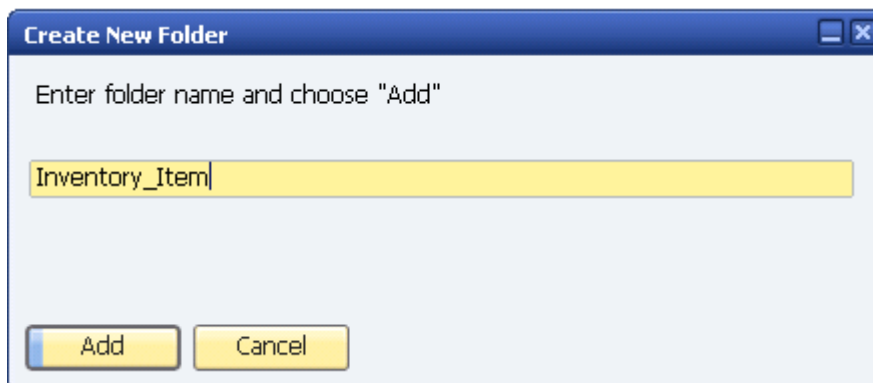 Create New Folder
Enter folder name and choose "Add"
Inventory_Item
Add Cancel